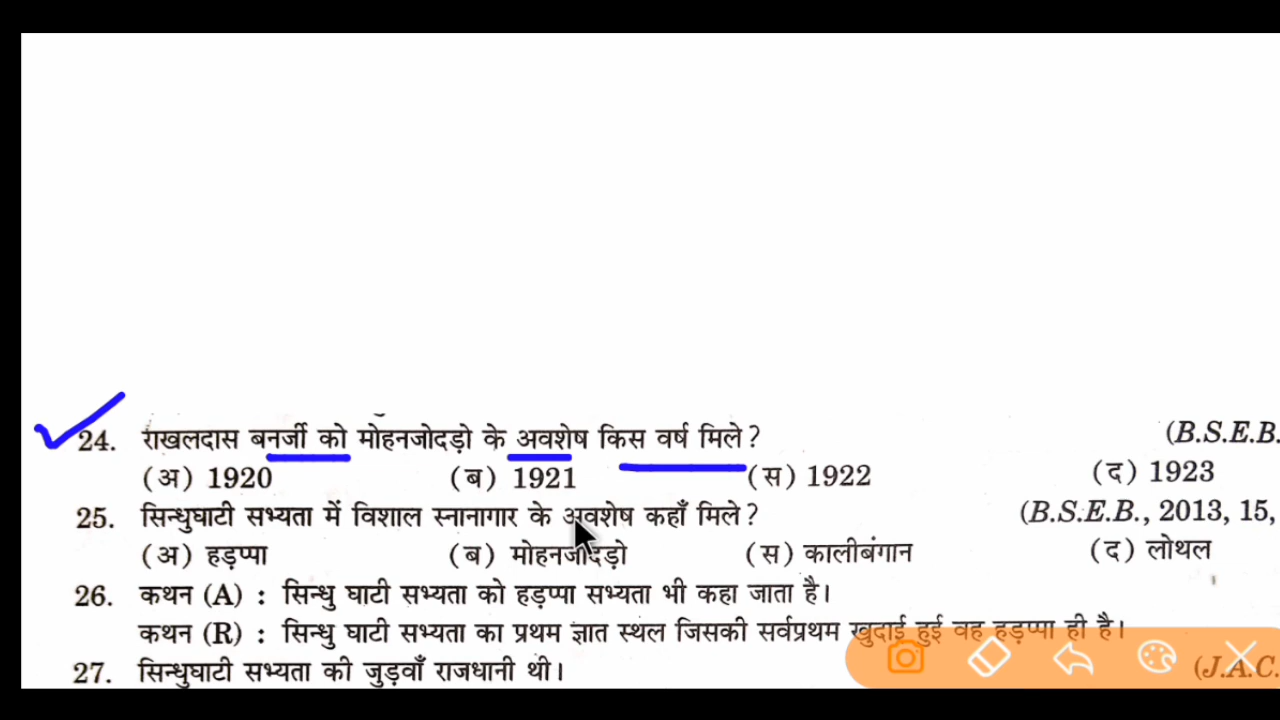 24. राखलदास बनर्जी को मोहनजोदड़ो के अवशेष किस वर्ष मिले? (B.S.E.B.
(अ) 1920 (ब) 1921 (स) 1922 (द) 1923
25. सिन्धुघाटी सभ्यता में विशाल स्नानागार के अवशेष कहाँ मिले? (B.S.E.B., 2013, 15,
(अ) हड़प्पा (ब) मोहनजोदड़ो (स) कालीबंगान (द) लोथल
26. कथन (A) : सिन्धु घाटी सभ्यता को हड़प्पा सभ्यता भी कहा जाता है।
कथन (R) : सिन्धु घाटी सभ्यता का प्रथम ज्ञात स्थल जिसकी सर्वप्रथम खुदाई हुई वह हड़प्पा ही है।
27. सिन्धुघाटी सभ्यता की जुड़वाँ राजधानी थी। (J.A.C.